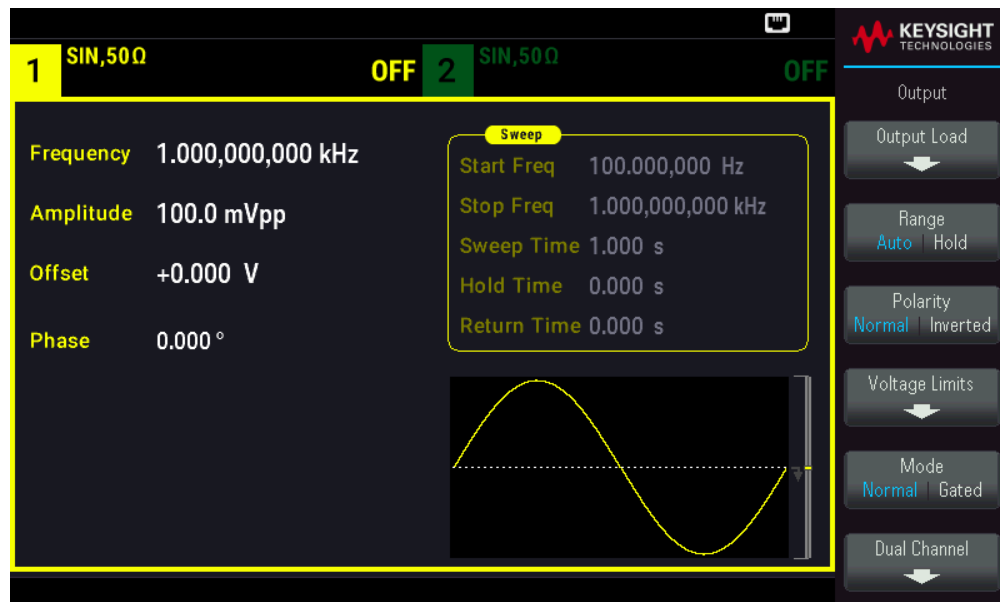 1 SIN,50Ω OFF 2 SIN,50Ω OFF
Frequency 1.000,000,000 kHz
Amplitude 100.0 mVpp
Offset +0.000 V
Phase 0.000 °
Sweep
Start Freq 100.000,000 Hz
Stop Freq 1.000,000,000 kHz
Sweep Time 1.000 s
Hold Time 0.000 s
Return Time 0.000 s
KEYSIGHT
TECHNOLOGIES
Output
Output Load
Range
Auto | Hold
Polarity
Normal | Inverted
Voltage Limits
Mode
Normal | Gated
Dual Channel